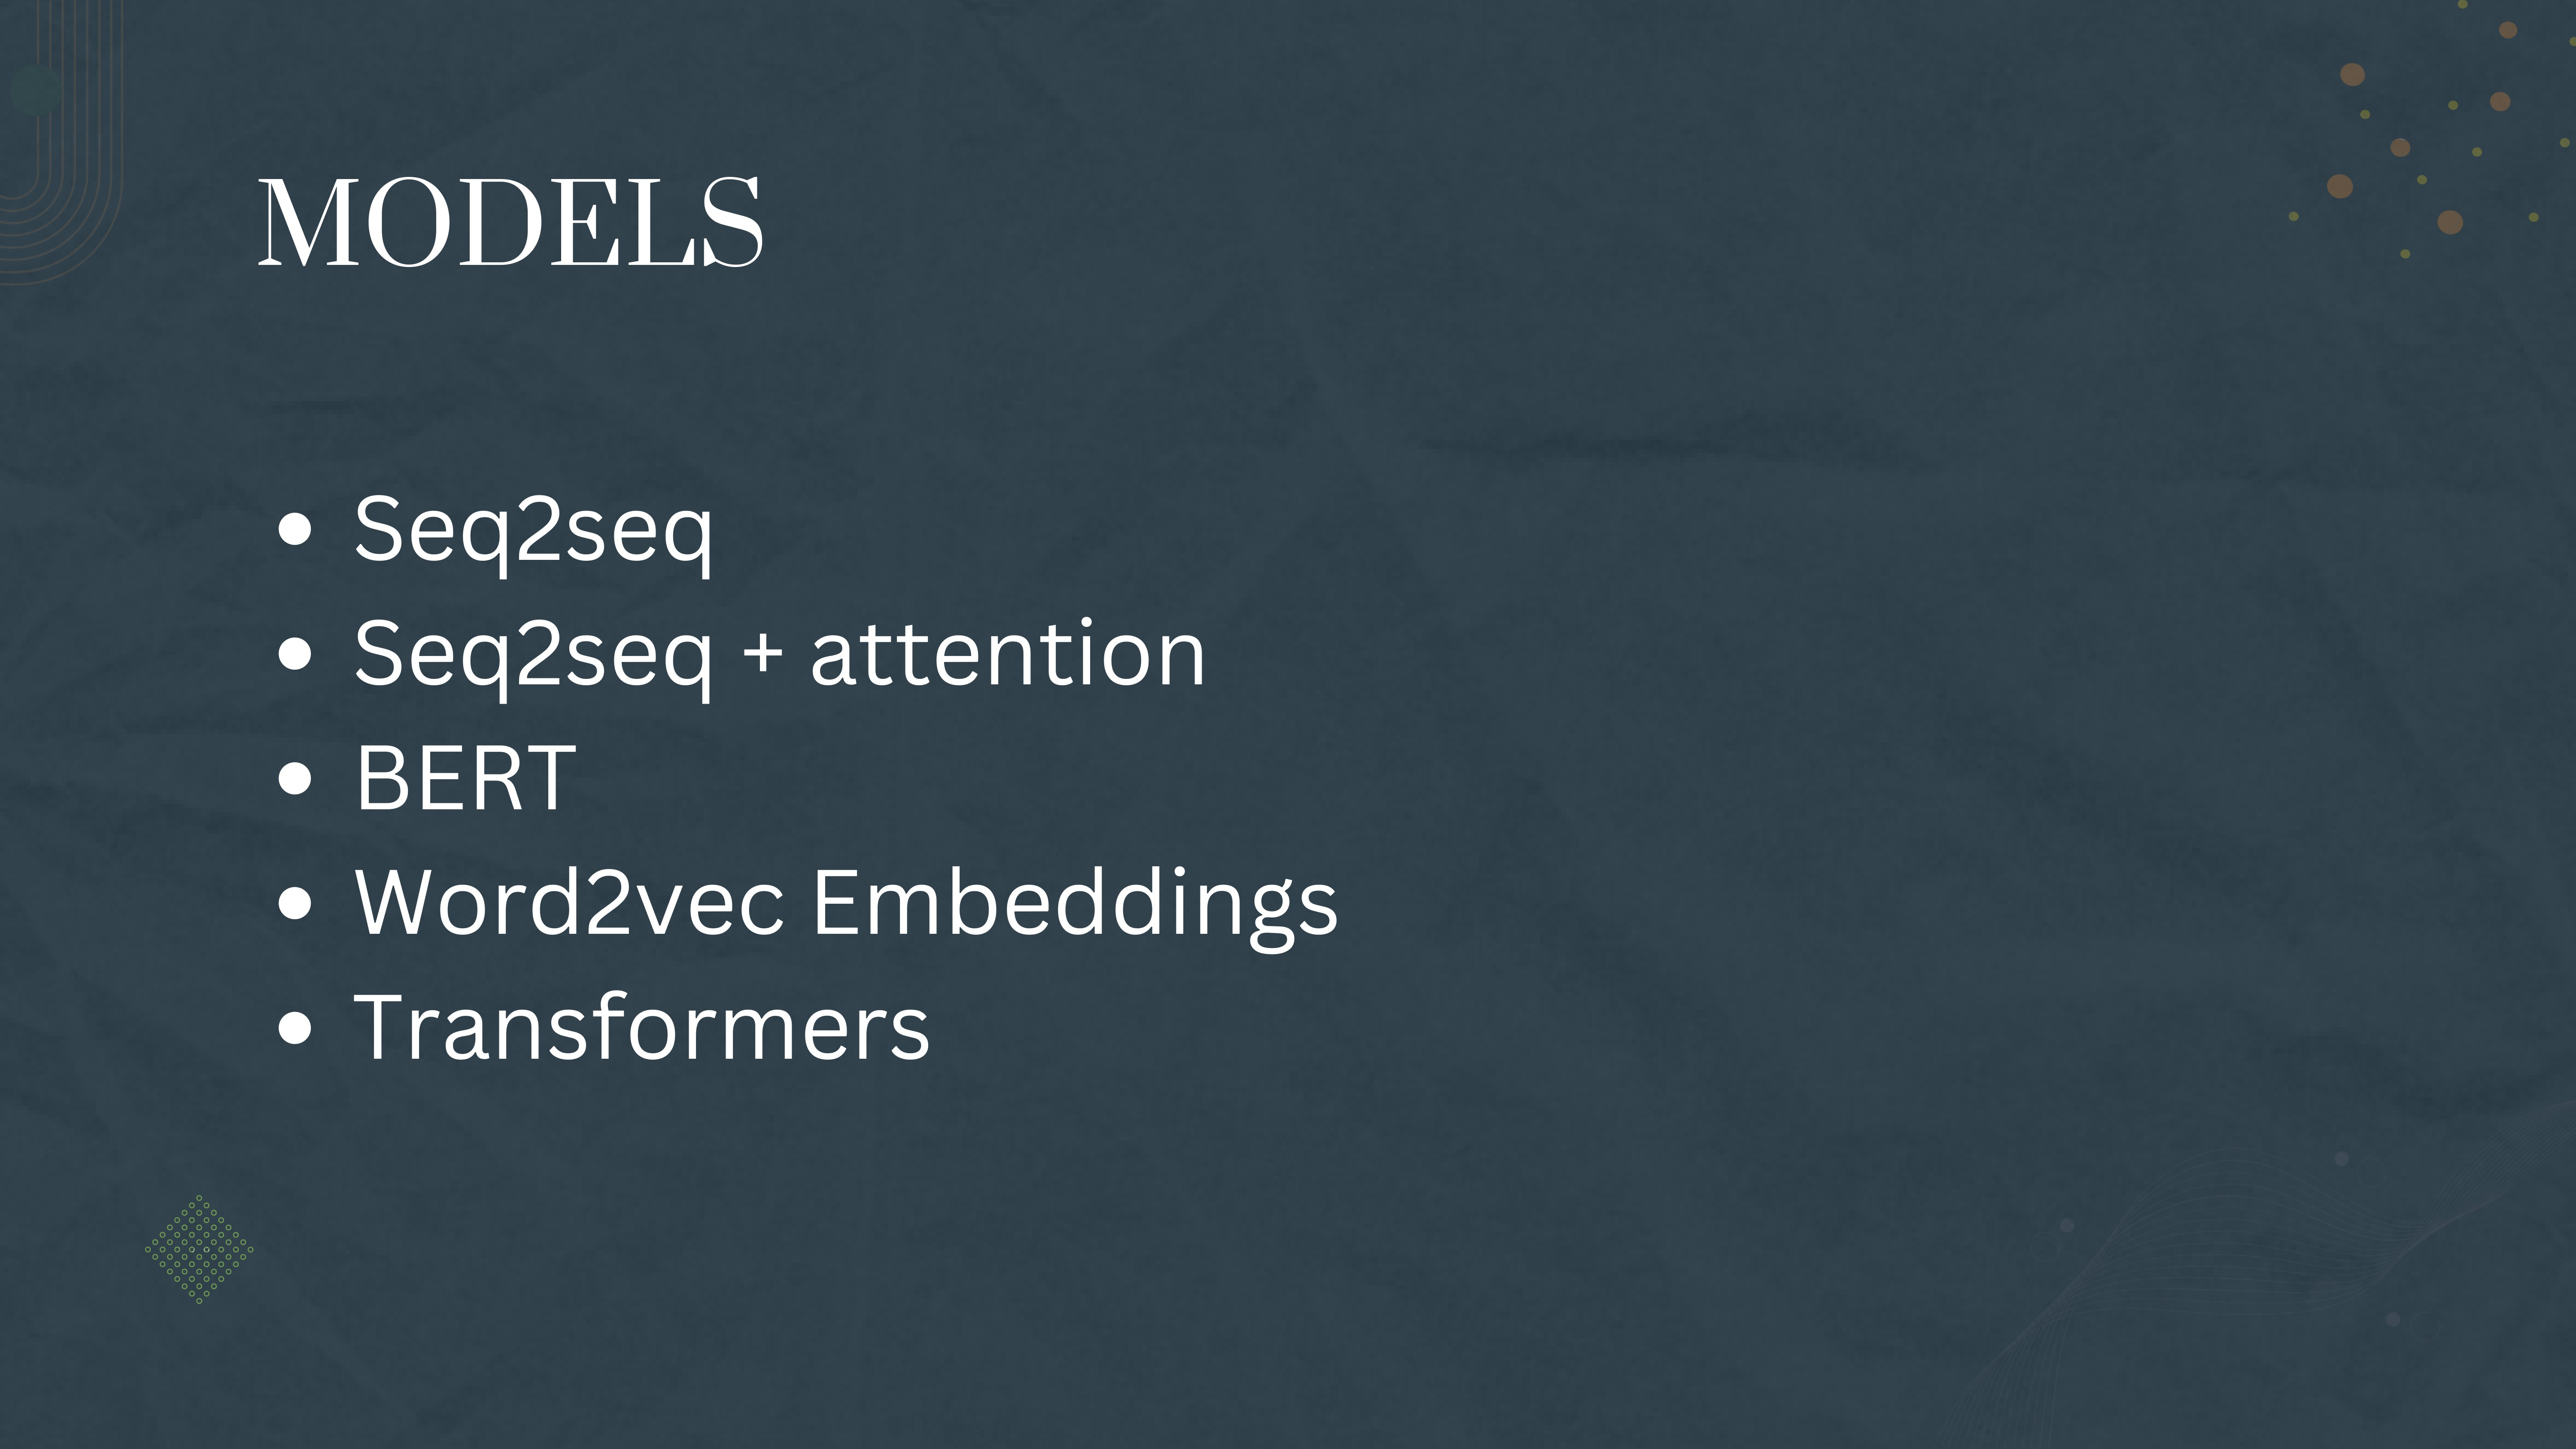 MODELS
• Seq2seq
• Seq2seq + attention
• BERT
• Word2vec Embeddings
• Transformers